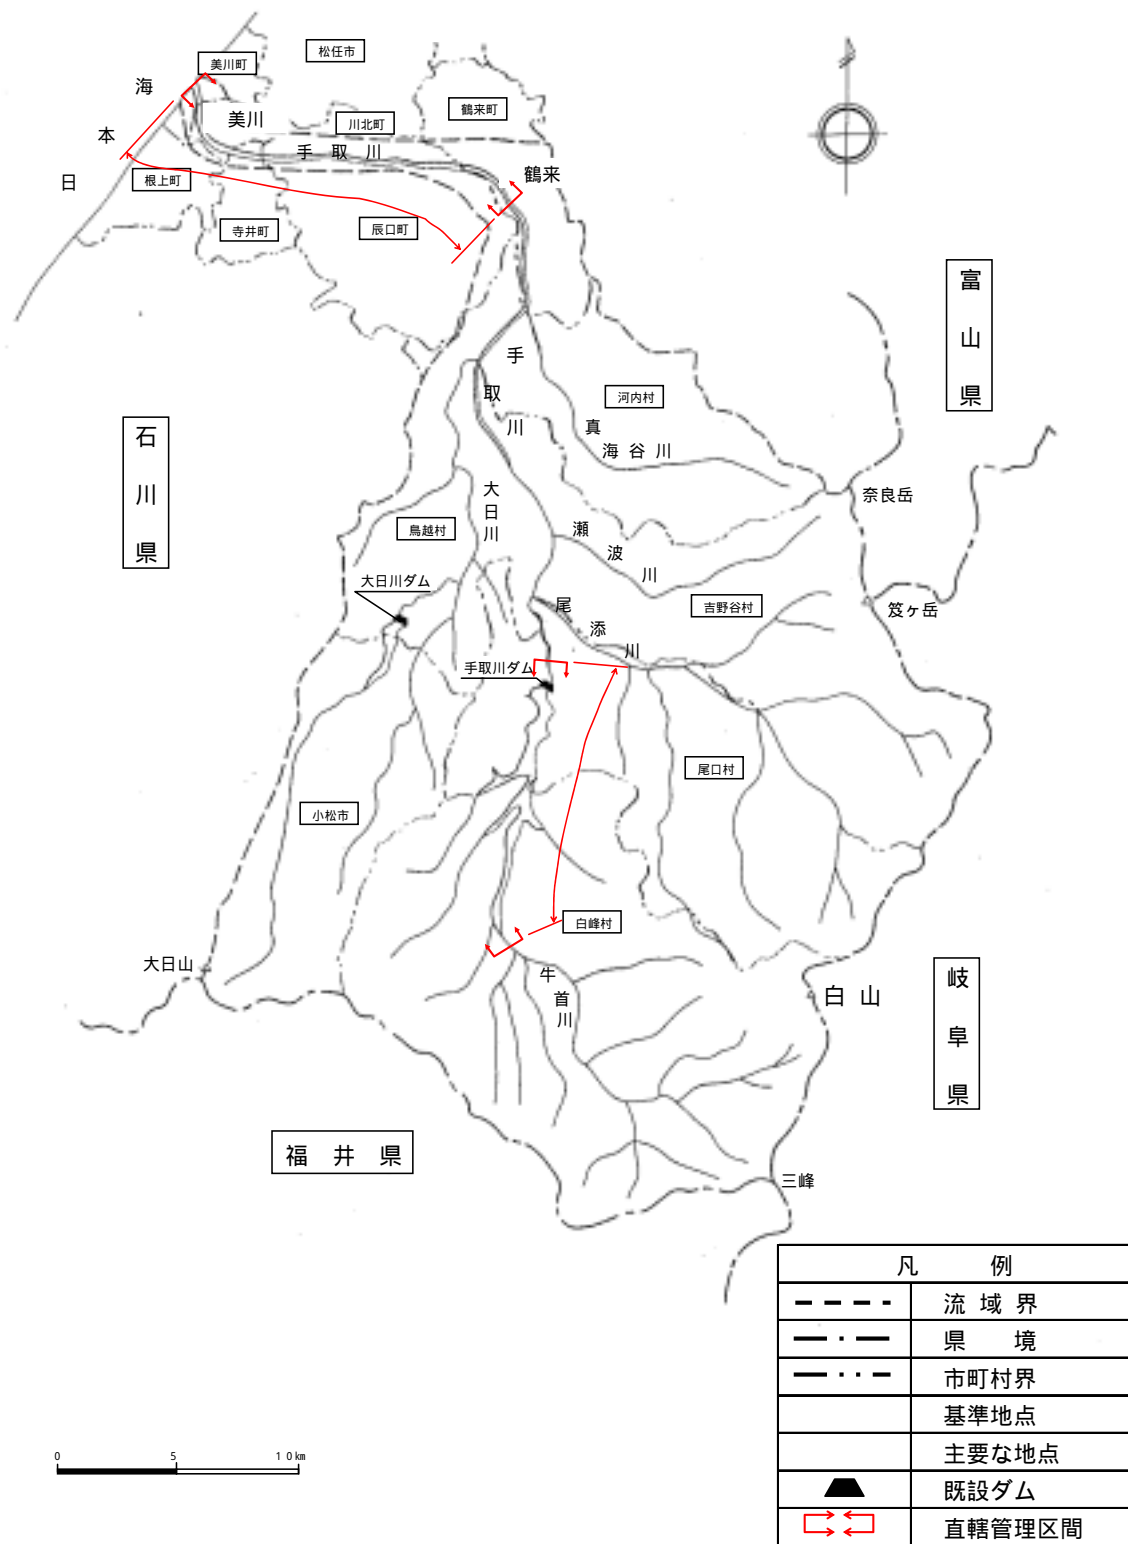 松任市
美川町
海
本
日
美川
川北町
鶴来町
手取川
鶴来
根上町
寺井町
辰口町
富山県
石川県
手取川
河内村
直海谷川
奈良岳
大日川
鳥越村
瀬波川
大日川ダム
尾添川
吉野谷村
笈ヶ岳
手取川ダム
尾口村
小松市
白峰村
大日山
牛首川
白山
岐阜県
福井県
三峰
凡 例
流域界
県 境
市町村界
基準地点
主要な地点
既設ダム
直轄管理区間
0 5 10km